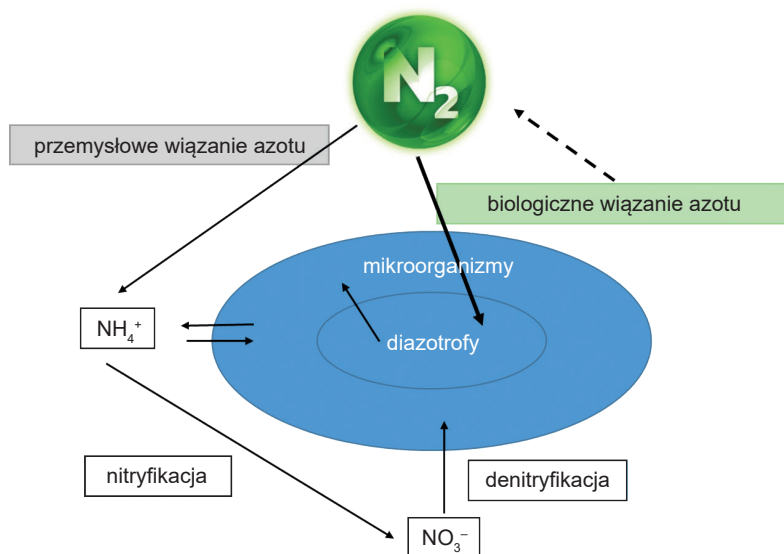 N₂
przemysłowe wiązanie azotu
biologiczne wiązanie azotu
mikroorganizmy
NH₄⁺
diazotrofy
nitryfikacja
denitryfikacja
NO₃⁻